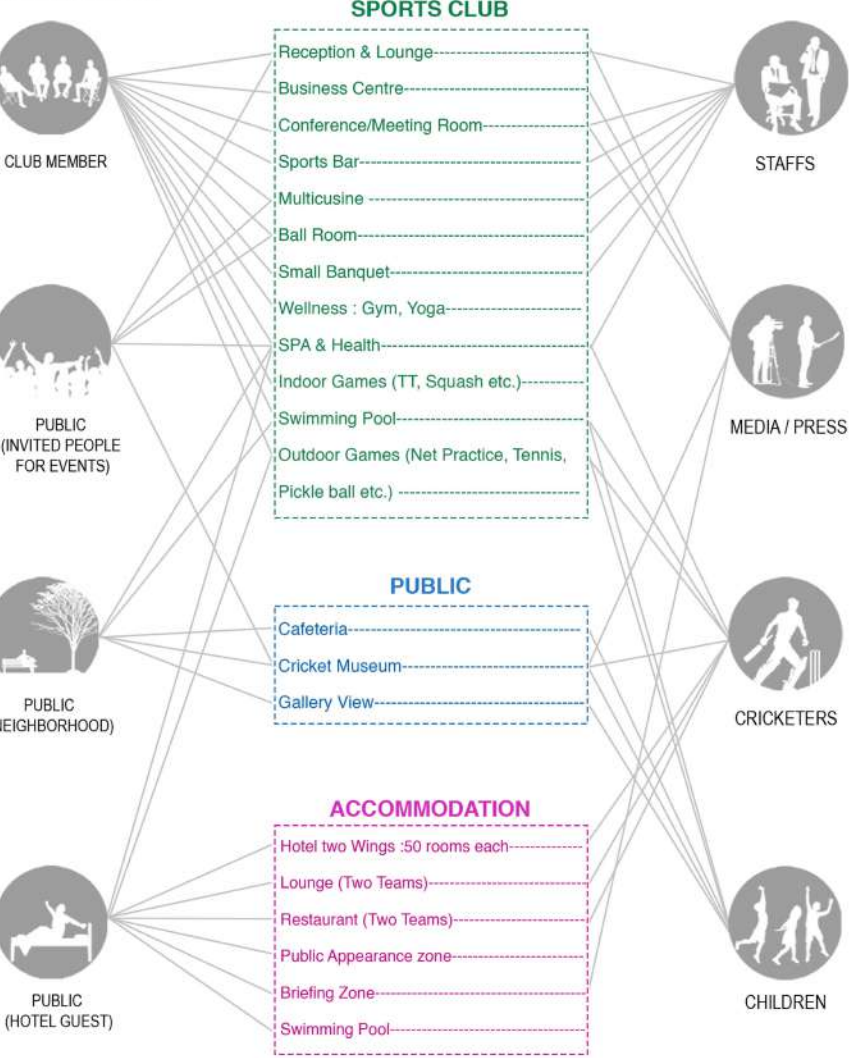 SPORTS CLUB
Reception & Lounge
Business Centre
Conference/Meeting Room
Sports Bar
Multicusine
Ball Room
Small Banquet
Wellness : Gym, Yoga
SPA & Health
Indoor Games (TT, Squash etc.)
Swimming Pool
Outdoor Games (Net Practice, Tennis,
Pickle ball etc.)
PUBLIC
Cafeteria
Cricket Museum
Gallery View
ACCOMMODATION
Hotel two Wings :50 rooms each
Lounge (Two Teams)
Restaurant (Two Teams)
Public Appearance zone
Briefing Zone
Swimming Pool
CLUB MEMBER
PUBLIC
(INVITED PEOPLE
FOR EVENTS)
PUBLIC
NEIGHBORHOOD)
PUBLIC
(HOTEL GUEST)
STAFFS
MEDIA / PRESS
CRICKETERS
CHILDREN